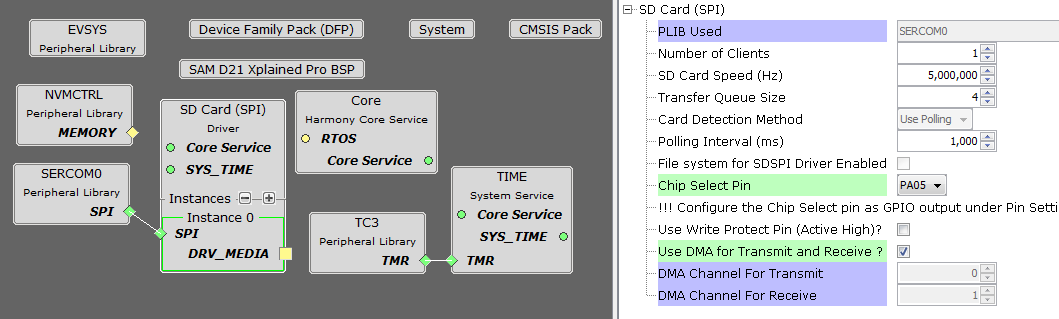 EVSYS
Peripheral Library
Device Family Pack (DFP)
System
CMSIS Pack
SAM D21 Xplained Pro BSP
NVMCTRL
Peripheral Library
MEMORY
SD Card (SPI)
Driver
Core Service
SYS_TIME
Instances
Instance 0
SPI
DRV_MEDIA
Core
Harmony Core Service
RTOS
Core Service
SERCOM0
Peripheral Library
SPI
TC3
Peripheral Library
TMR
TIME
System Service
Core Service
SYS_TIME
TMR
SD Card (SPI)
PLIB Used SERCOM0
Number of Clients 1
SD Card Speed (Hz) 5,000,000
Transfer Queue Size 4
Card Detection Method Use Polling
Polling Interval (ms) 1,000
File system for SDSPI Driver Enabled
Chip Select Pin PA05
!!! Configure the Chip Select pin as GPIO output under Pin Setti
Use Write Protect Pin (Active High)?
Use DMA for Transmit and Receive ?
DMA Channel For Transmit 0
DMA Channel For Receive 1